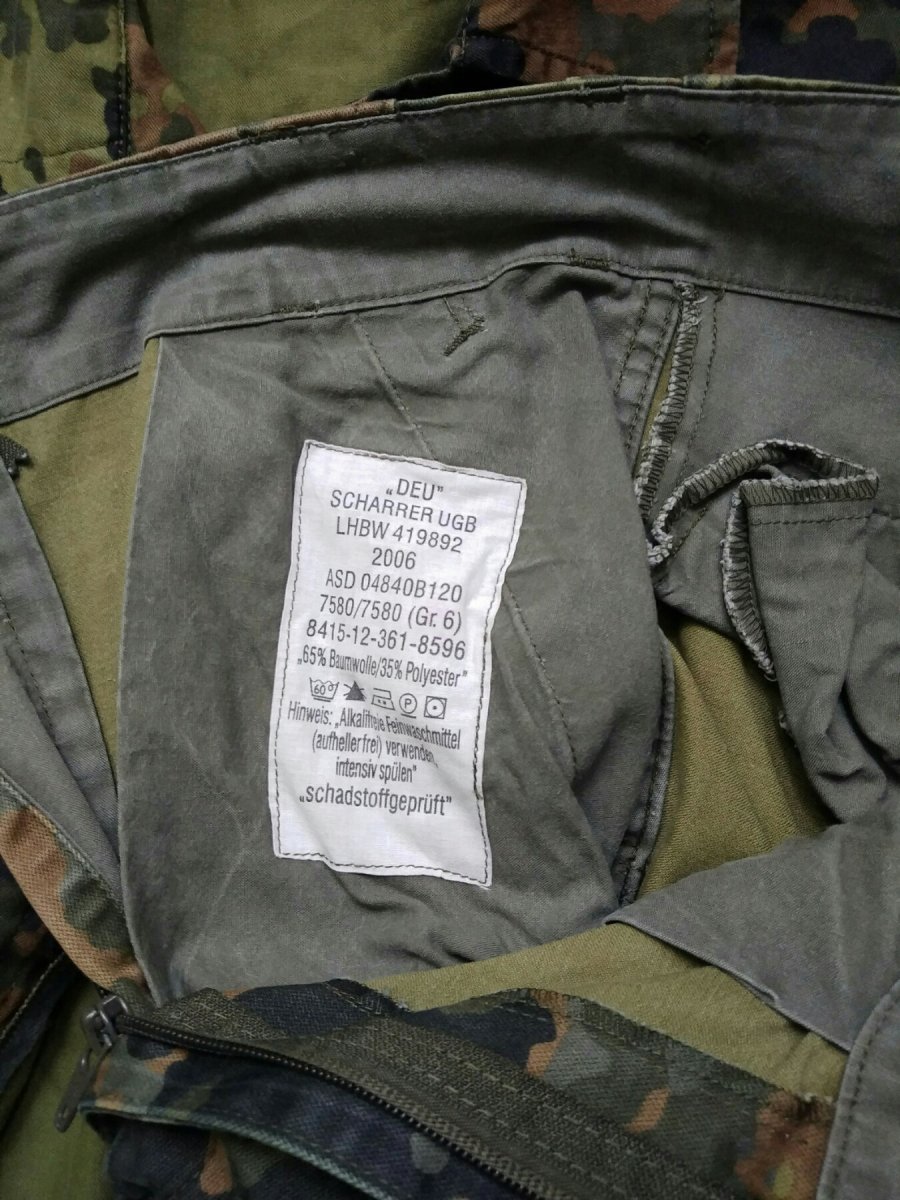 „DEU”
SCHARRER UGB
LHBW 419892
2006
ASD 04840B120
7580/7580 (Gr. 6)
8415-12-361-8596
„65% Baumwolle/35% Polyester”
60 P
Hinweis: „Alkalifreie Feinwaschmittel
(aufhellerfrei) verwenden,
intensiv spülen”
„schadstoffgeprüft”